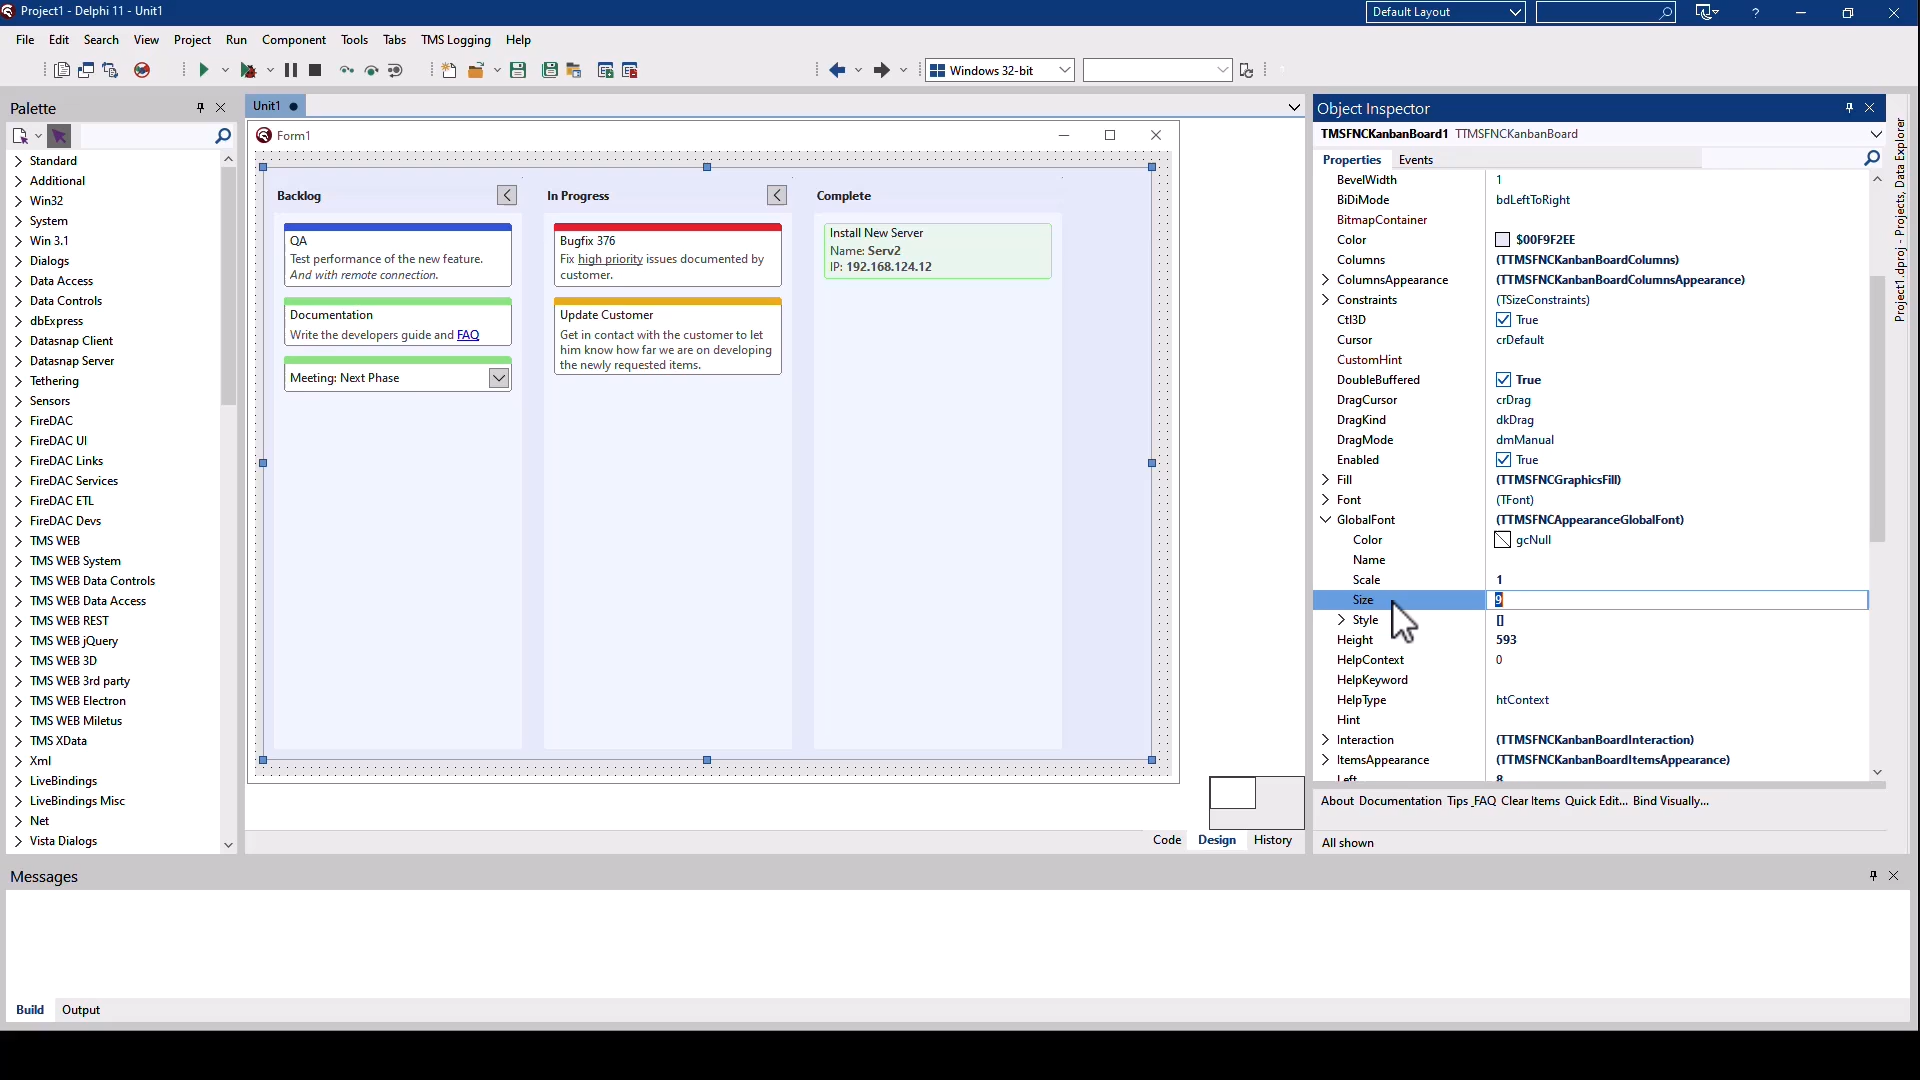 Project1 - Delphi 11 - Unit1
Default Layout
?
File Edit Search View Project Run Component Tools Tabs TMS Logging Help
Windows 32-bit
Palette
Standard
Additional
Win32
System
Win 3.1
Dialogs
Data Access
Data Controls
dbExpress
Datasnap Client
Datasnap Server
Tethering
Sensors
FireDAC
FireDAC UI
FireDAC Links
FireDAC Services
FireDAC ETL
FireDAC Devs
TMS WEB
TMS WEB System
TMS WEB Data Controls
TMS WEB Data Access
TMS WEB REST
TMS WEB jQuery
TMS WEB 3D
TMS WEB 3rd party
TMS WEB Electron
TMS WEB Miletus
TMS XData
Xml
LiveBindings
LiveBindings Misc
Net
Vista Dialogs
Unit1
Form1
Backlog
QA
Test performance of the new feature.
And with remote connection.
Documentation
Write the developers guide and FAQ
Meeting: Next Phase
In Progress
Bugfix 376
Fix high priority issues documented by
customer.
Update Customer
Get in contact with the customer to let
him know how far we are on developing
the newly requested items.
Complete
Install New Server
Name: Serv2
IP: 192.168.124.12
Code Design History
Object Inspector
TMSFNCKanbanBoard1 TTMSFNCKanbanBoard
Properties Events
BevelWidth 1
BiDiMode bdLeftToRight
BitmapContainer
Color $00F9F2EE
Columns (TTMSFNCKanbanBoardColumns)
ColumnsAppearance (TTMSFNCKanbanBoardColumnsAppearance)
Constraints (TSizeConstraints)
Ctl3D True
Cursor crDefault
CustomHint
DoubleBuffered True
DragCursor crDrag
DragKind dkDrag
DragMode dmManual
Enabled True
Fill (TTMSFNCGraphicsFill)
Font (TFont)
GlobalFont (TTMSFNCAppearanceGlobalFont)
Color gcNull
Name
Scale 1
Size 9
Style []
Height 593
HelpContext 0
HelpKeyword
HelpType htContext
Hint
Interaction (TTMSFNCKanbanBoardInteraction)
ItemsAppearance (TTMSFNCKanbanBoardItemsAppearance)
Left 8
About Documentation Tips_FAQ Clear Items Quick Edit... Bind Visually...
All shown
Project1.dproj - Projects, Data Explorer
Messages
Build Output